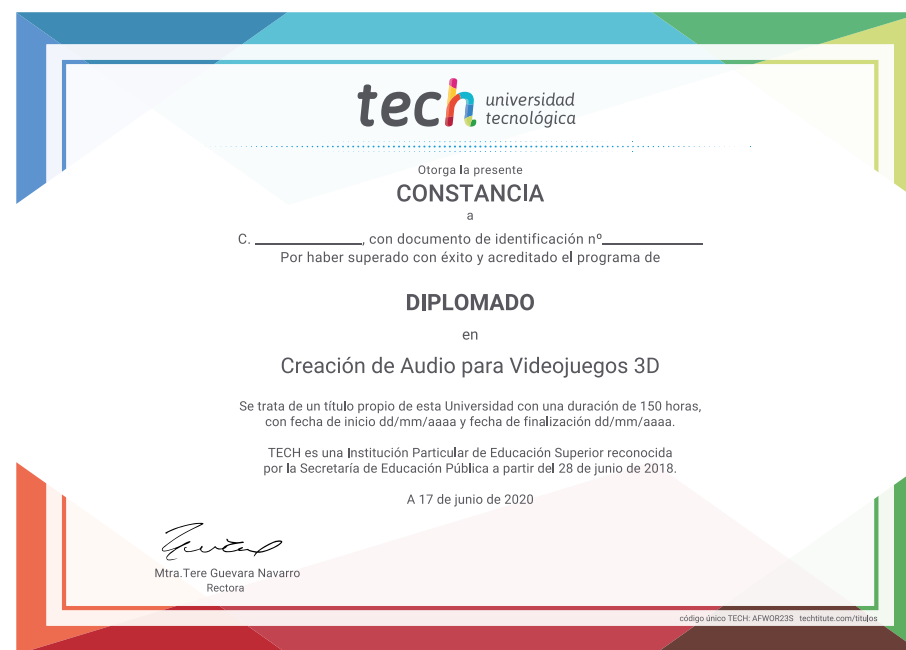 tech universidad
tecnológica
Otorga la presente
CONSTANCIA
a
C. ____________, con documento de identificación nº____________
Por haber superado con éxito y acreditado el programa de
DIPLOMADO
en
Creación de Audio para Videojuegos 3D
Se trata de un título propio de esta Universidad con una duración de 150 horas,
con fecha de inicio dd/mm/aaaa y fecha de finalización dd/mm/aaaa.
TECH es una Institución Particular de Educación Superior reconocida
por la Secretaría de Educación Pública a partir del 28 de junio de 2018.
A 17 de junio de 2020
Mtra.Tere Guevara Navarro
Rectora
código único TECH: AFWOR23S techtitute.com/titulos